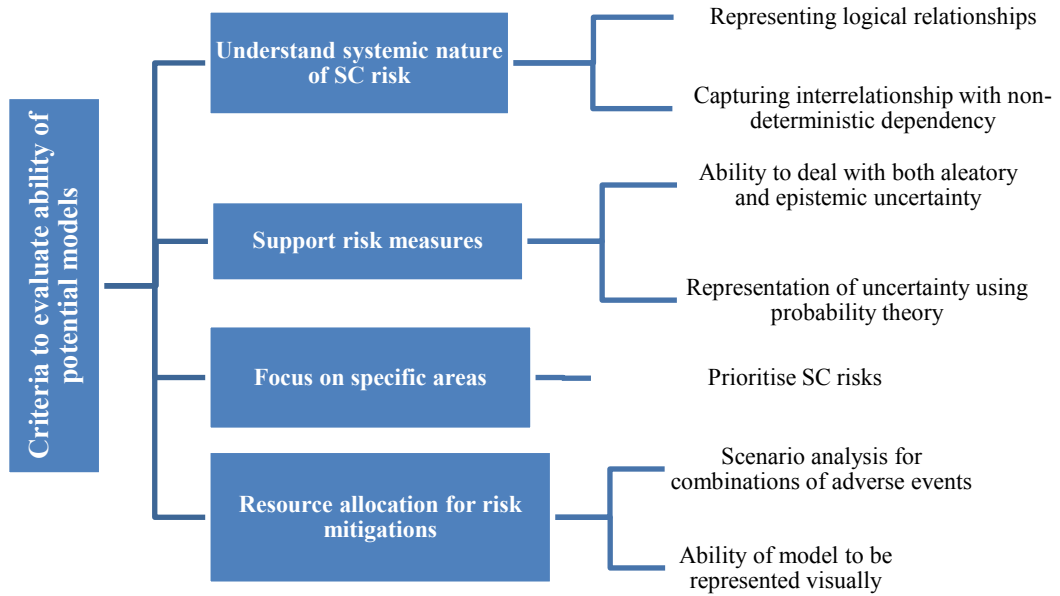 Criteria to evaluate ability of
potential models
Understand systemic nature
of SC risk
Representing logical relationships
Capturing interrelationship with non-
deterministic dependency
Support risk measures
Ability to deal with both aleatory
and epistemic uncertainty
Representation of uncertainty using
probability theory
Focus on specific areas
Prioritise SC risks
Resource allocation for risk
mitigations
Scenario analysis for
combinations of adverse events
Ability of model to be
represented visually